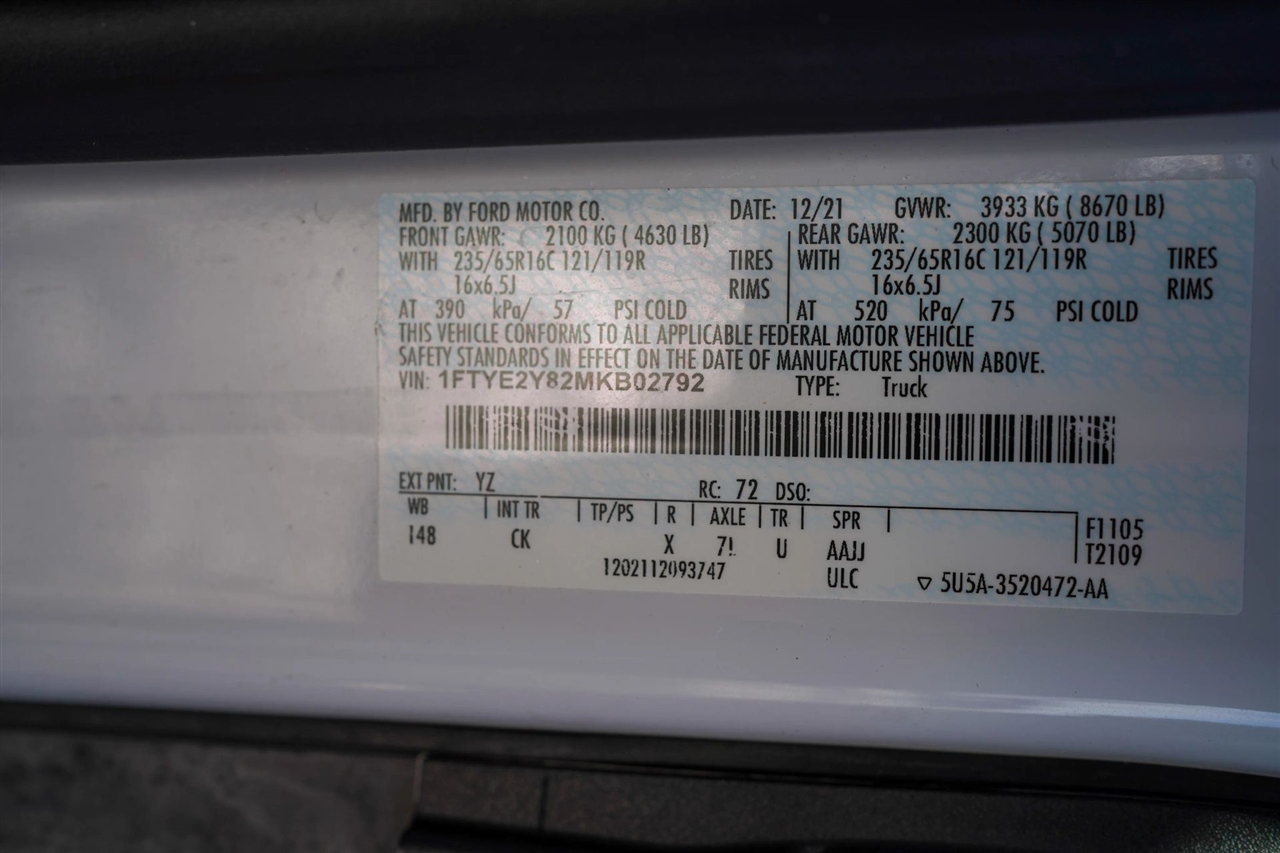 MFD. BY FORD MOTOR CO. DATE: 12/21 GVWR: 3933 KG ( 8670 LB)
FRONT GAWR: 2100 KG ( 4630 LB) REAR GAWR: 2300 KG ( 5070 LB)
WITH 235/65R16C 121/119R TIRES WITH 235/65R16C 121/119R TIRES
16x6.5J RIMS 16x6.5J RIMS
AT 390 kPa/ 57 PSI COLD AT 520 kPa/ 75 PSI COLD
THIS VEHICLE CONFORMS TO ALL APPLICABLE FEDERAL MOTOR VEHICLE
SAFETY STANDARDS IN EFFECT ON THE DATE OF MANUFACTURE SHOWN ABOVE.
VIN: 1FTYE2Y82MKB02792 TYPE: Truck
EXT PNT: YZ RC: 72 DSO:
WB INT TR TP/PS R AXLE TR SPR F1105
148 CK X 7! U AAJJ T2109
1202112093747 ULC ▽ 5U5A-3520472-AA